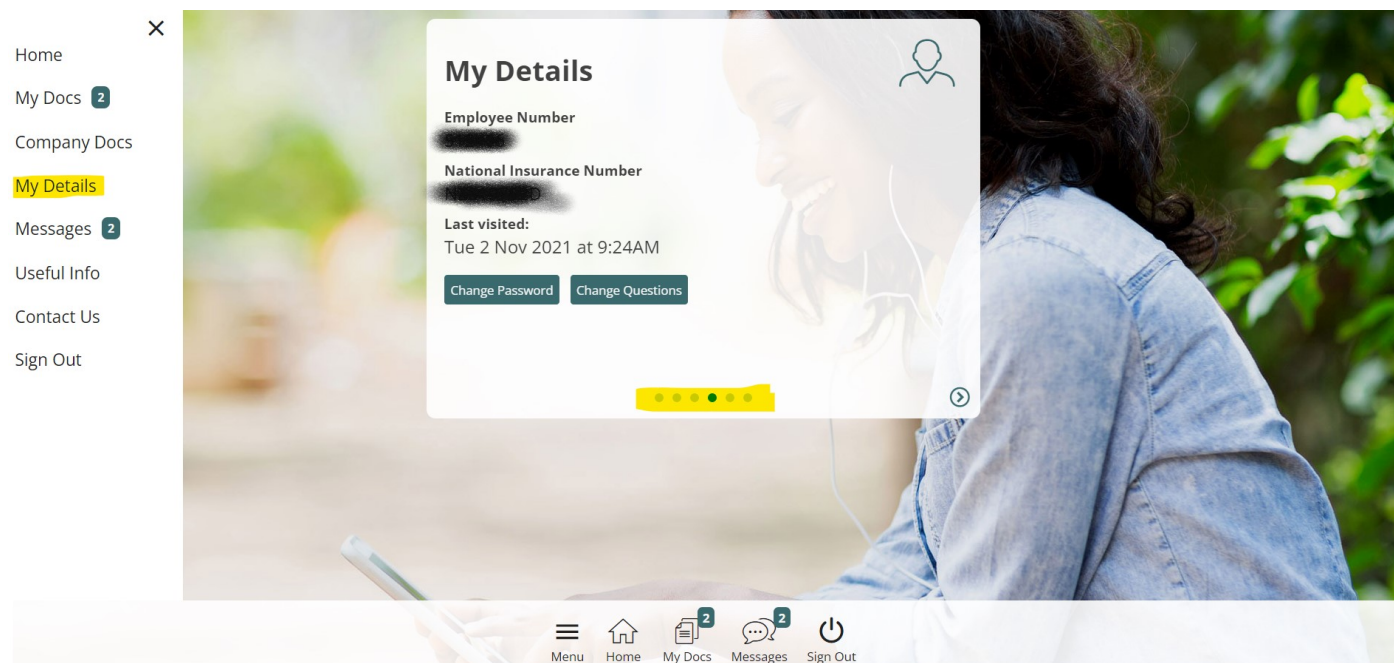 Home
My Docs 2
Company Docs
My Details
Messages 2
Useful Info
Contact Us
Sign Out
My Details
Employee Number
National Insurance Number
Last visited:
Tue 2 Nov 2021 at 9:24AM
Change Password Change Questions
2 2
Menu Home My Docs Messages Sign Out